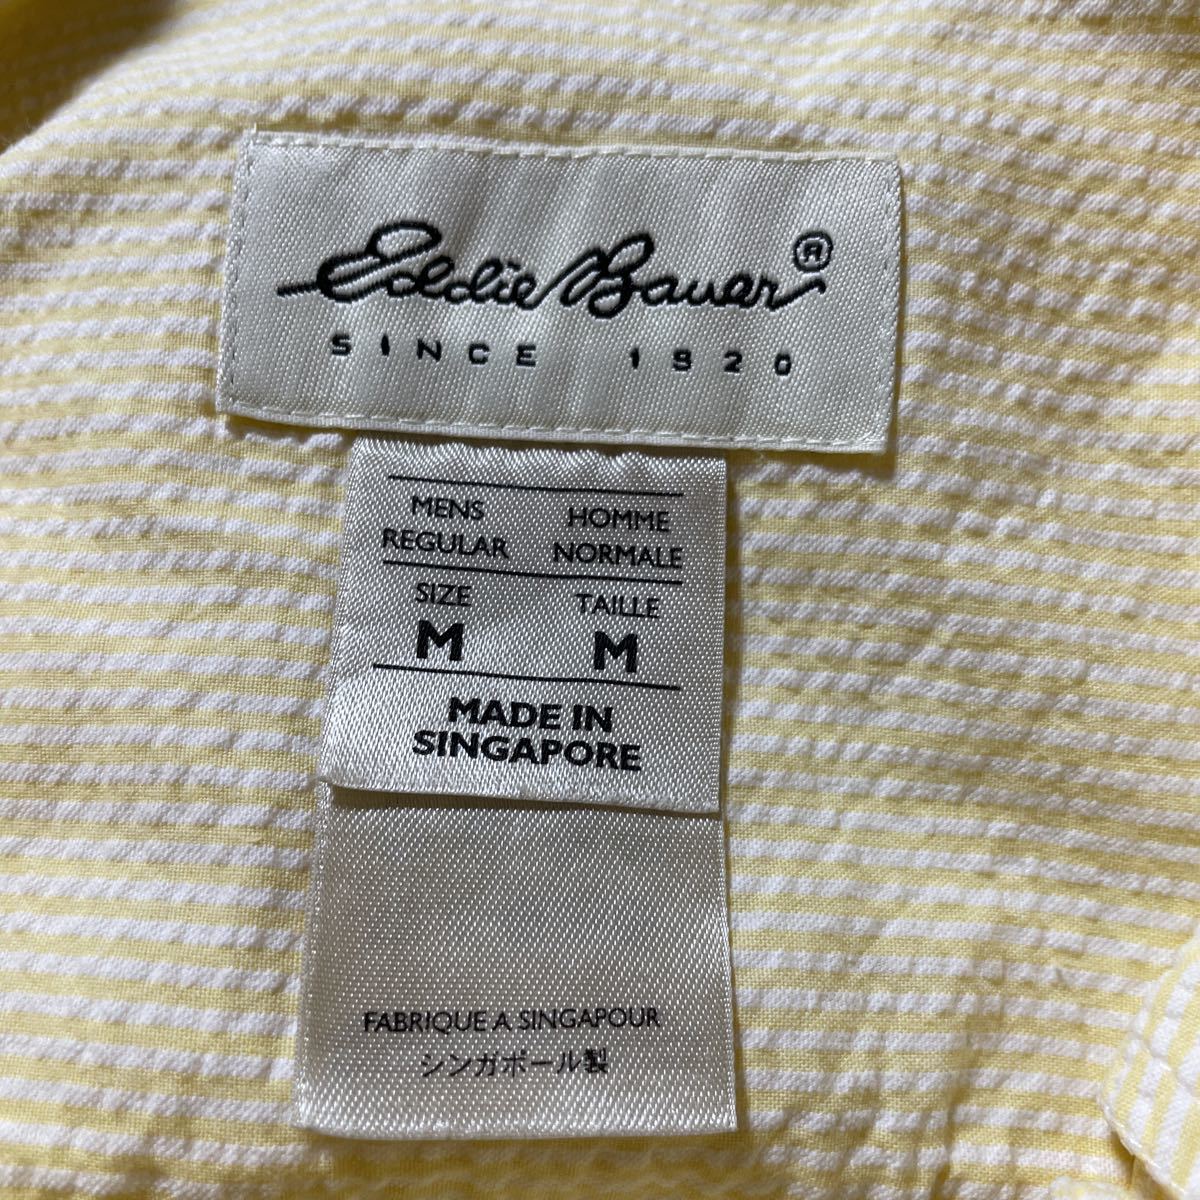 Eddie Bauer®
SINCE 1920
MENS HOMME
REGULAR NORMALE
SIZE TAILLE
M M
MADE IN
SINGAPORE
FABRIQUE A SINGAPOUR
シンガポール製